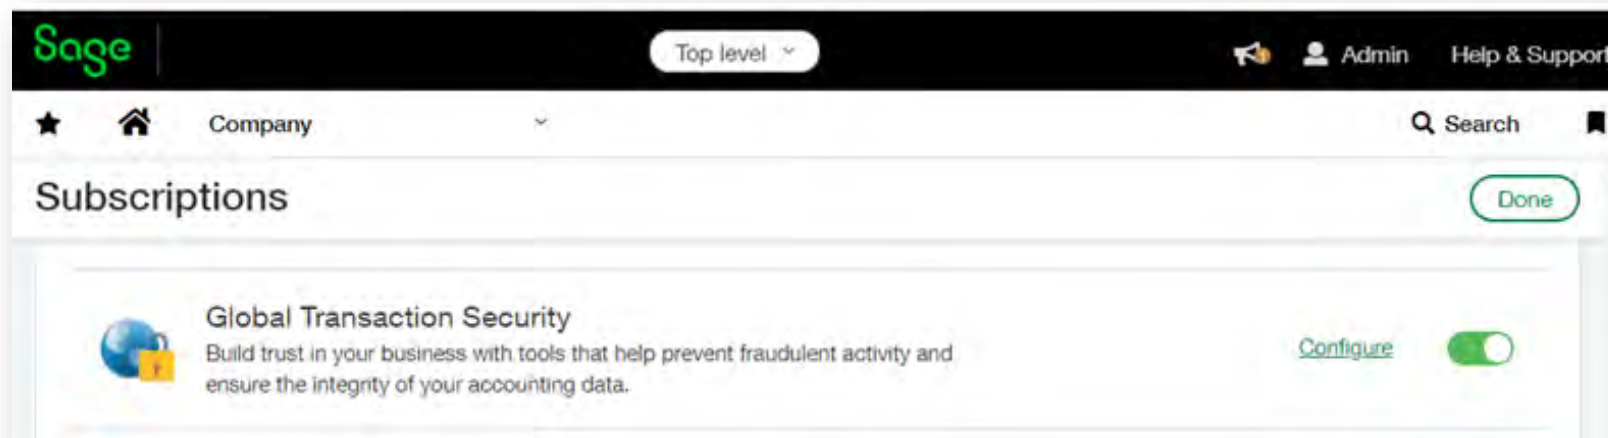 Sage
Top level
Admin
Help & Support
Company
Search
Subscriptions
Done
Global Transaction Security
Build trust in your business with tools that help prevent fraudulent activity and
ensure the integrity of your accounting data.
Configure